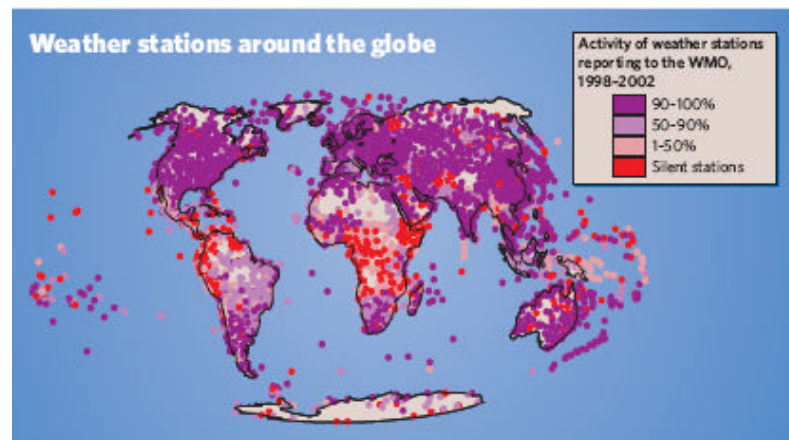 Weather stations around the globe
Activity of weather stations
reporting to the WMO,
1998–2002
90–100%
50–90%
1–50%
Silent stations